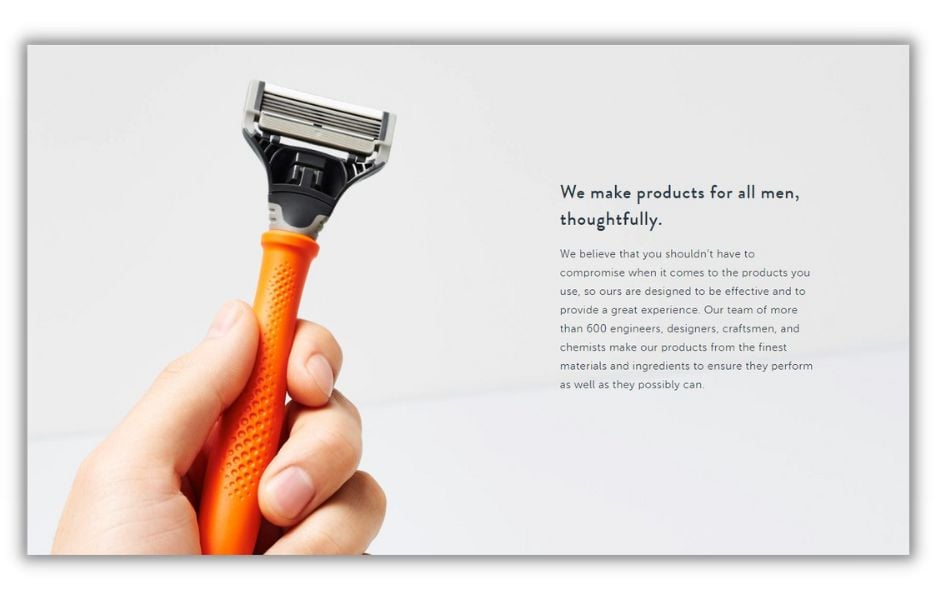 We make products for all men,
thoughtfully.
We believe that you shouldn't have to
compromise when it comes to the products you
use, so ours are designed to be effective and to
provide a great experience. Our team of more
than 600 engineers, designers, craftsmen, and
chemists make our products from the finest
materials and ingredients to ensure they perform
as well as they possibly can.